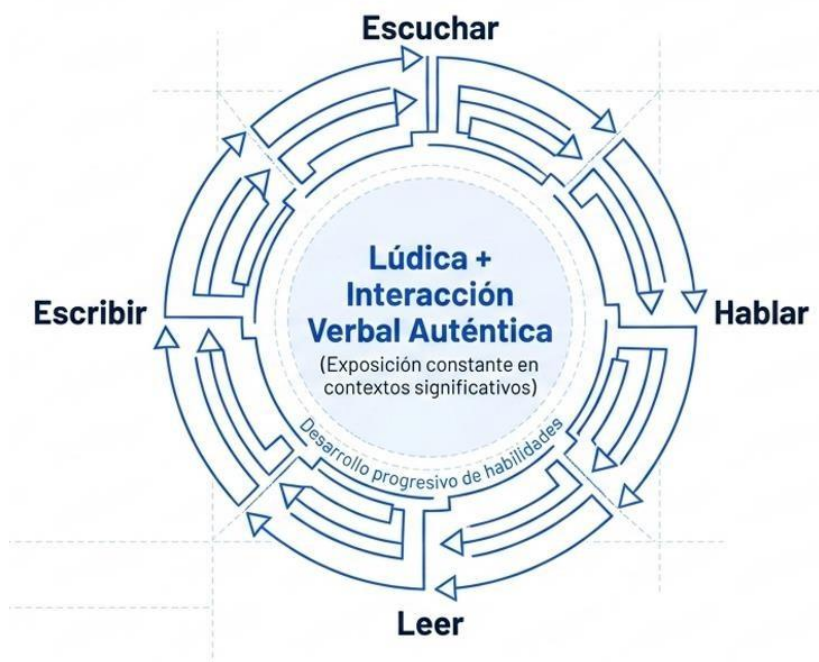 Escuchar
Lúdica +
Interacción
Verbal Auténtica
(Exposición constante en
contextos significativos)
Escribir
Hablar
Desarrollo progresivo de habilidades
Leer